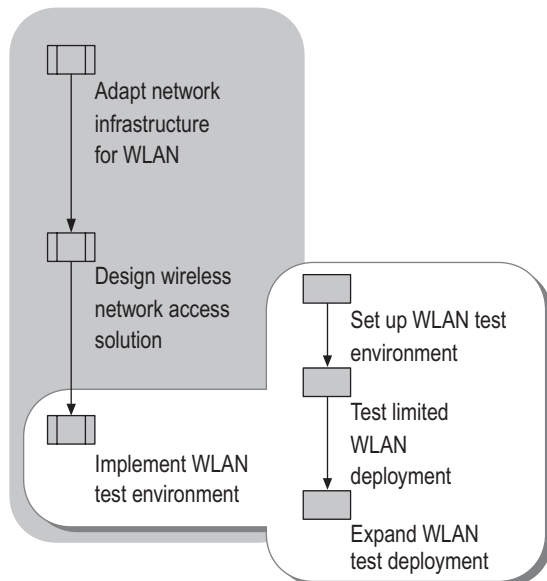 Adapt network
infrastructure
for WLAN
Design wireless
network access
solution
Implement WLAN
test environment
Set up WLAN test
environment
Test limited
WLAN
deployment
Expand WLAN
test deployment